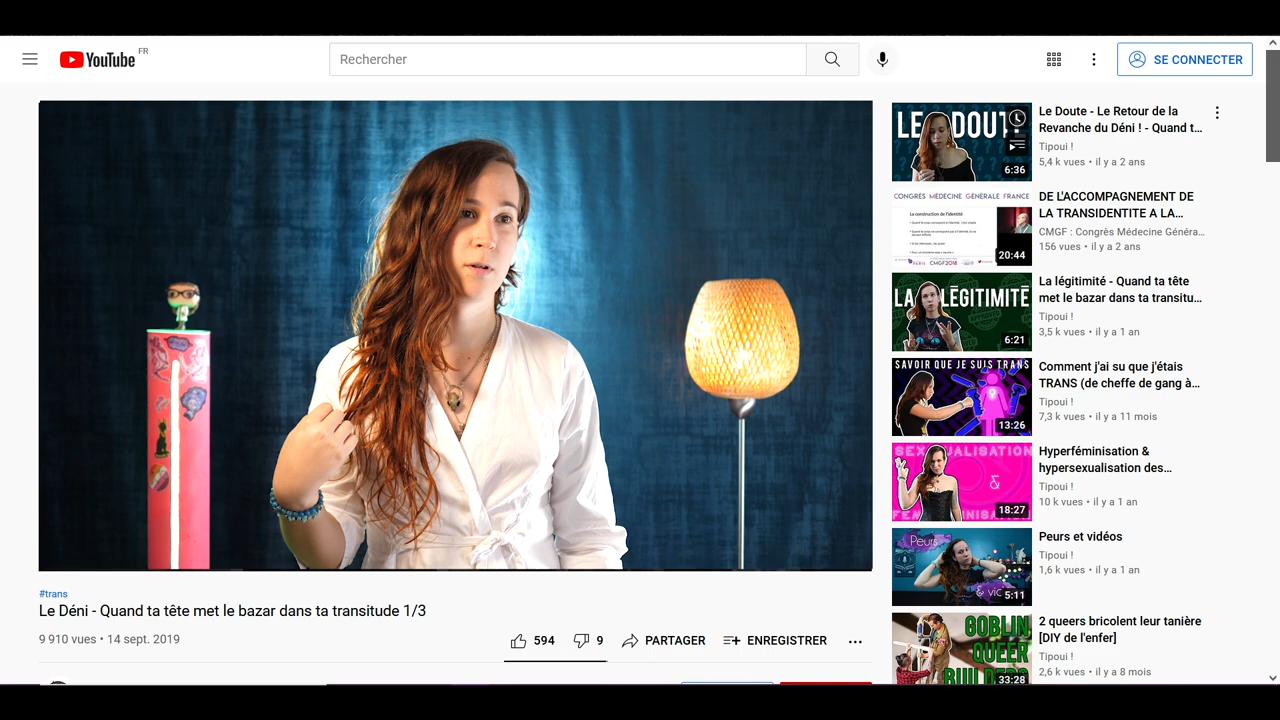 YouTube FR
Rechercher
SE CONNECTER
#trans
Le Déni - Quand ta tête met le bazar dans ta transitude 1/3
9 910 vues • 14 sept. 2019
594
9
PARTAGER
ENREGISTRER
LE DOUT
6:36
Le Doute - Le Retour de la
Revanche du Déni ! - Quand t...
Tipoui !
5,4 k vues • il y a 2 ans
CONGRÈS MÉDECINE GÉNÉRALE FRANCE
La construction de l'identité
CMGF2018
20:44
DE L'ACCOMPAGNEMENT DE
LA TRANSIDENTITE A LA...
CMGF : Congrès Médecine Généra...
156 vues • il y a 2 ans
LA LÉGITIMITÉ
6:21
La légitimité - Quand ta tête
met le bazar dans ta transitu...
Tipoui !
3,5 k vues • il y a 1 an
SAVOIR QUE JE SUIS TRANS
13:26
Comment j'ai su que j'étais
TRANS (de cheffe de gang à...
Tipoui !
7,3 k vues • il y a 11 mois
SEXUALISATION
&
18:27
Hyperféminisation &
hypersexualisation des...
Tipoui !
10 k vues • il y a 1 an
Peurs
& vic
5:11
Peurs et vidéos
Tipoui !
1,6 k vues • il y a 1 an
GOBLIN
QUEER
BUILDERS
33:28
2 queers bricolent leur tanière
[DIY de l'enfer]
Tipoui !
2,6 k vues • il y a 8 mois